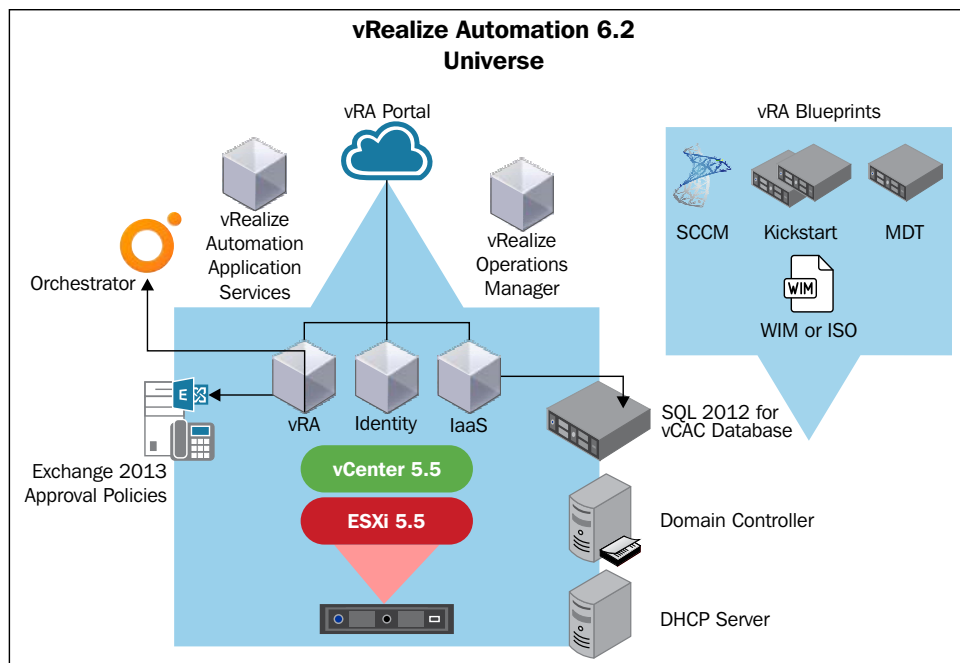 vRealize Automation 6.2
Universe
vRA Portal
vRA Blueprints
vRealize
Automation
Application
Services
vRealize
Operations
Manager
Orchestrator
SCCM
Kickstart
MDT
WIM
WIM or ISO
vRA
Identity
IaaS
E
SQL 2012 for
vCAC Database
Exchange 2013
Approval Policies
vCenter 5.5
ESXi 5.5
Domain Controller
DHCP Server